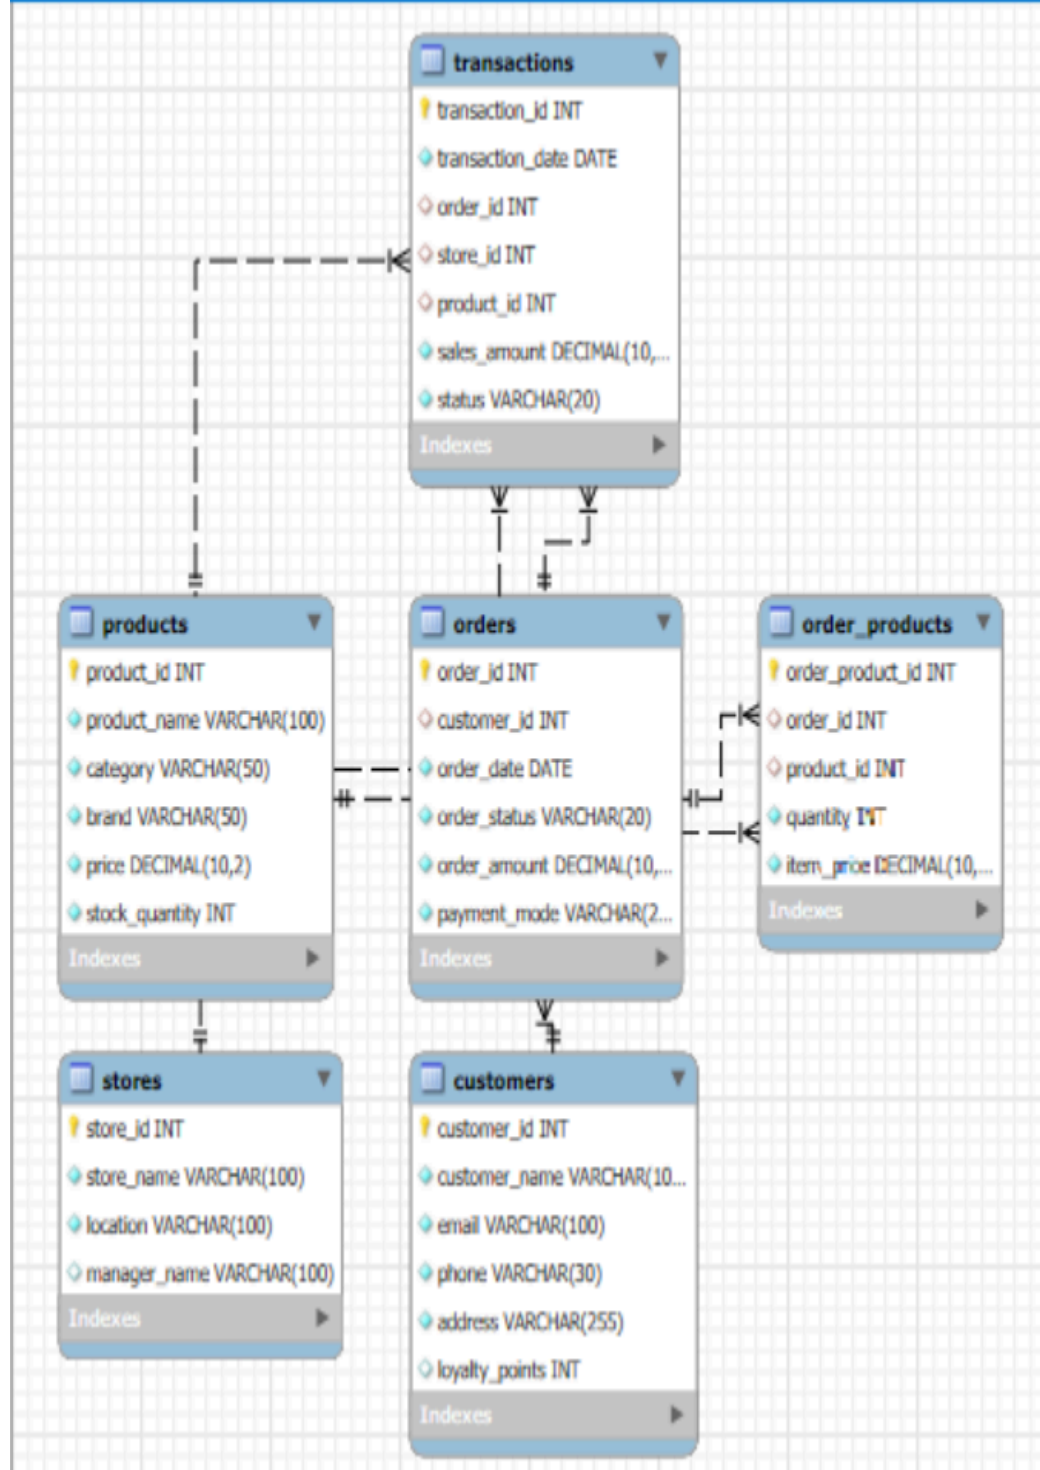 transactions
transaction_id INT
transaction_date DATE
order_id INT
store_id INT
product_id INT
sales_amount DECIMAL(10,...
status VARCHAR(20)
Indexes
products
product_id INT
product_name VARCHAR(100)
category VARCHAR(50)
brand VARCHAR(50)
price DECIMAL(10,2)
stock_quantity INT
Indexes
orders
order_id INT
customer_id INT
order_date DATE
order_status VARCHAR(20)
order_amount DECIMAL(10,...
payment_mode VARCHAR(2...
Indexes
order_products
order_product_id INT
order_id INT
product_id INT
quantity INT
item_price DECIMAL(10,...
Indexes
stores
store_id INT
store_name VARCHAR(100)
location VARCHAR(100)
manager_name VARCHAR(100)
Indexes
customers
customer_id INT
customer_name VARCHAR(10...
email VARCHAR(100)
phone VARCHAR(30)
address VARCHAR(255)
loyalty_points INT
Indexes